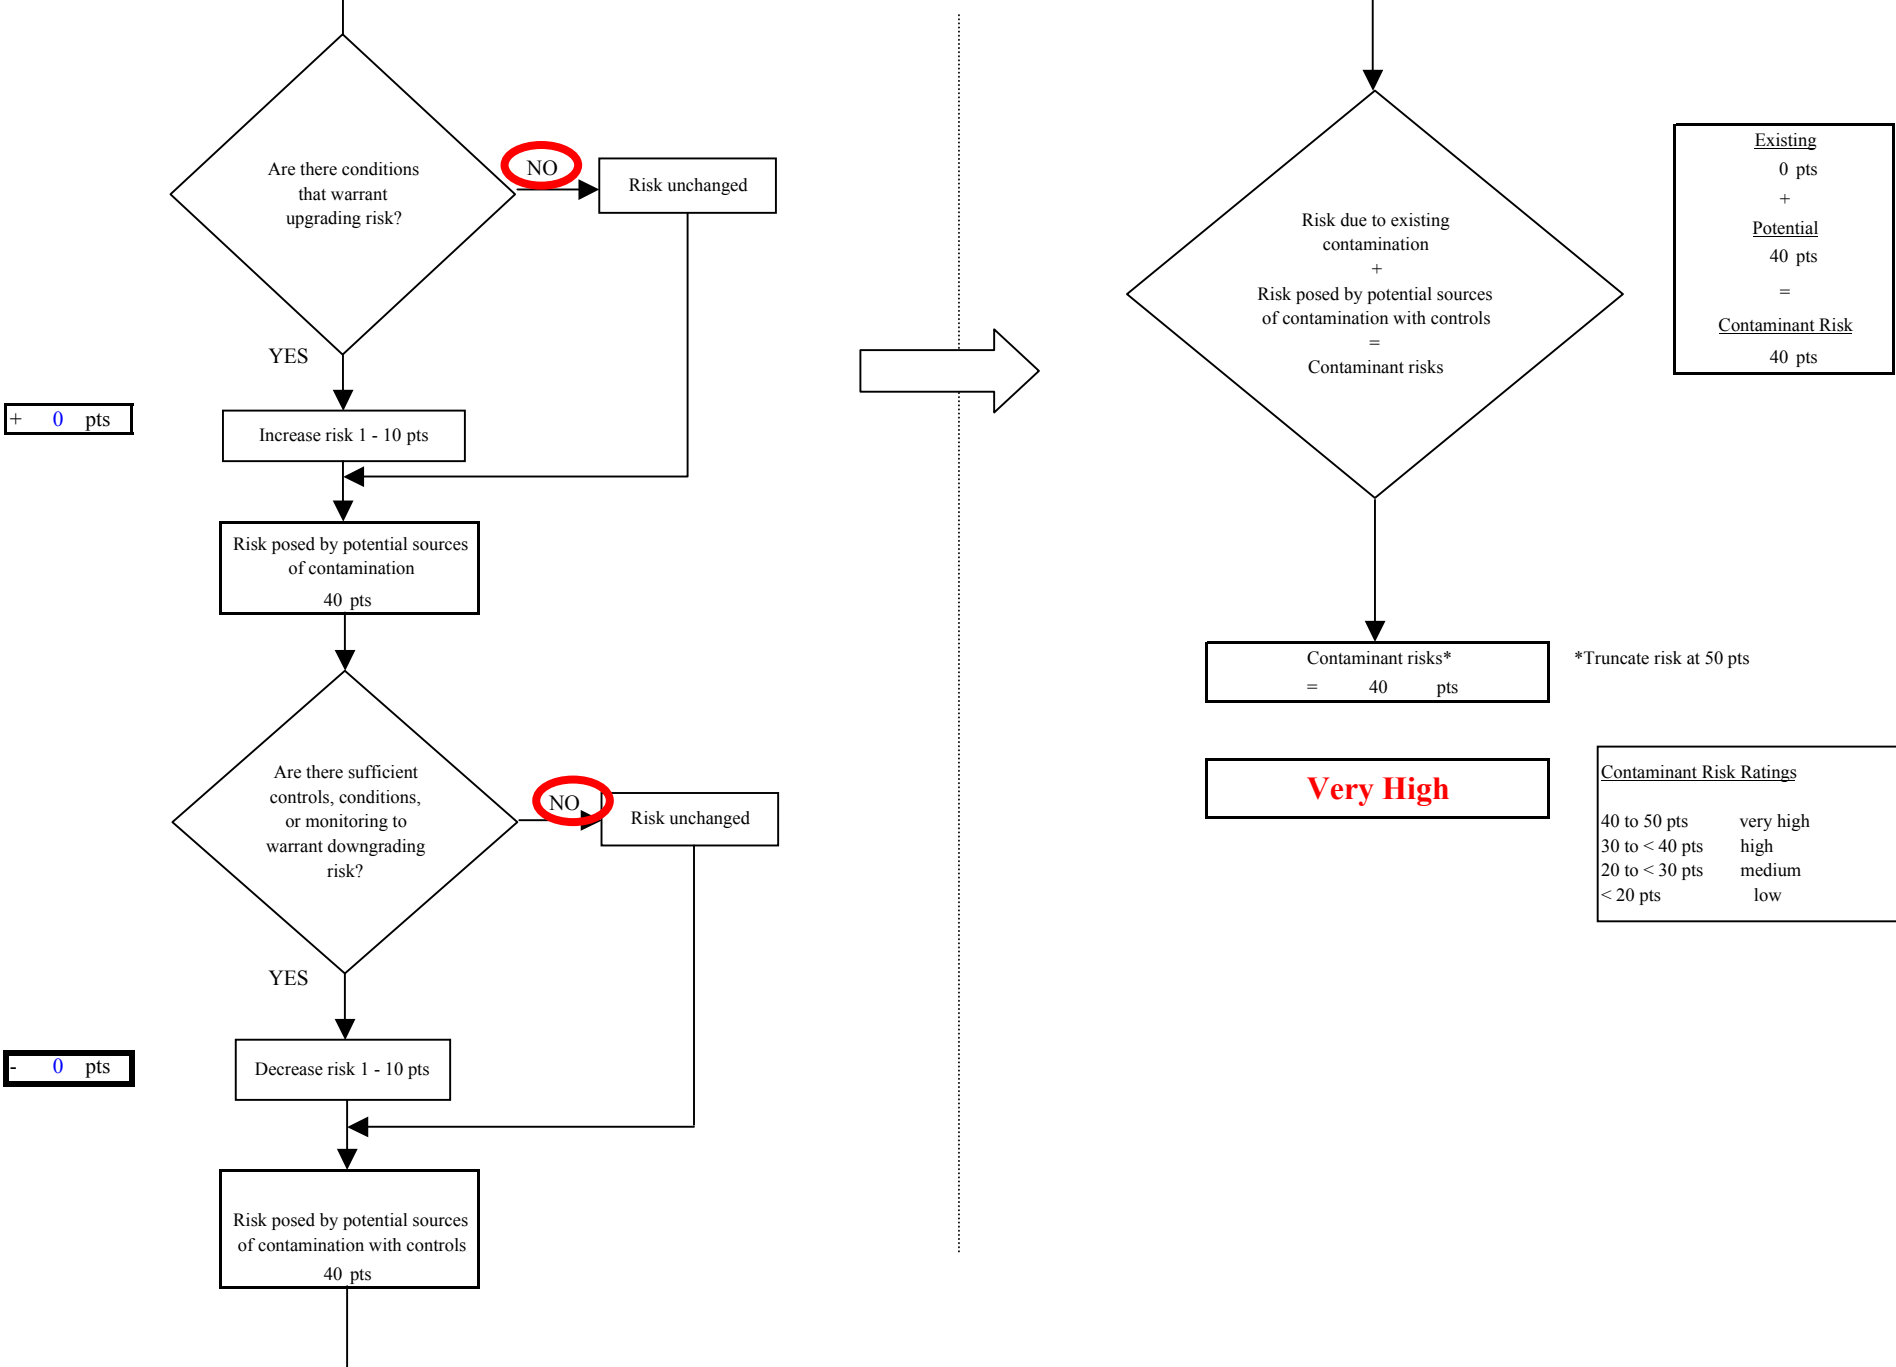 Are there conditions
that warrant
upgrading risk?
NO
Risk unchanged
YES
+ 0 pts
Increase risk 1 - 10 pts
Risk posed by potential sources
of contamination
40 pts
Are there sufficient
controls, conditions,
or monitoring to
warrant downgrading
risk?
NO
Risk unchanged
YES
- 0 pts
Decrease risk 1 - 10 pts
Risk posed by potential sources
of contamination with controls
40 pts
Risk due to existing
contamination
+
Risk posed by potential sources
of contamination with controls
=
Contaminant risks
Existing
0 pts
+
Potential
40 pts
=
Contaminant Risk
40 pts
Contaminant risks*
= 40 pts
*Truncate risk at 50 pts
Very High
Contaminant Risk Ratings
40 to 50 pts very high
30 to < 40 pts high
20 to < 30 pts medium
< 20 pts low